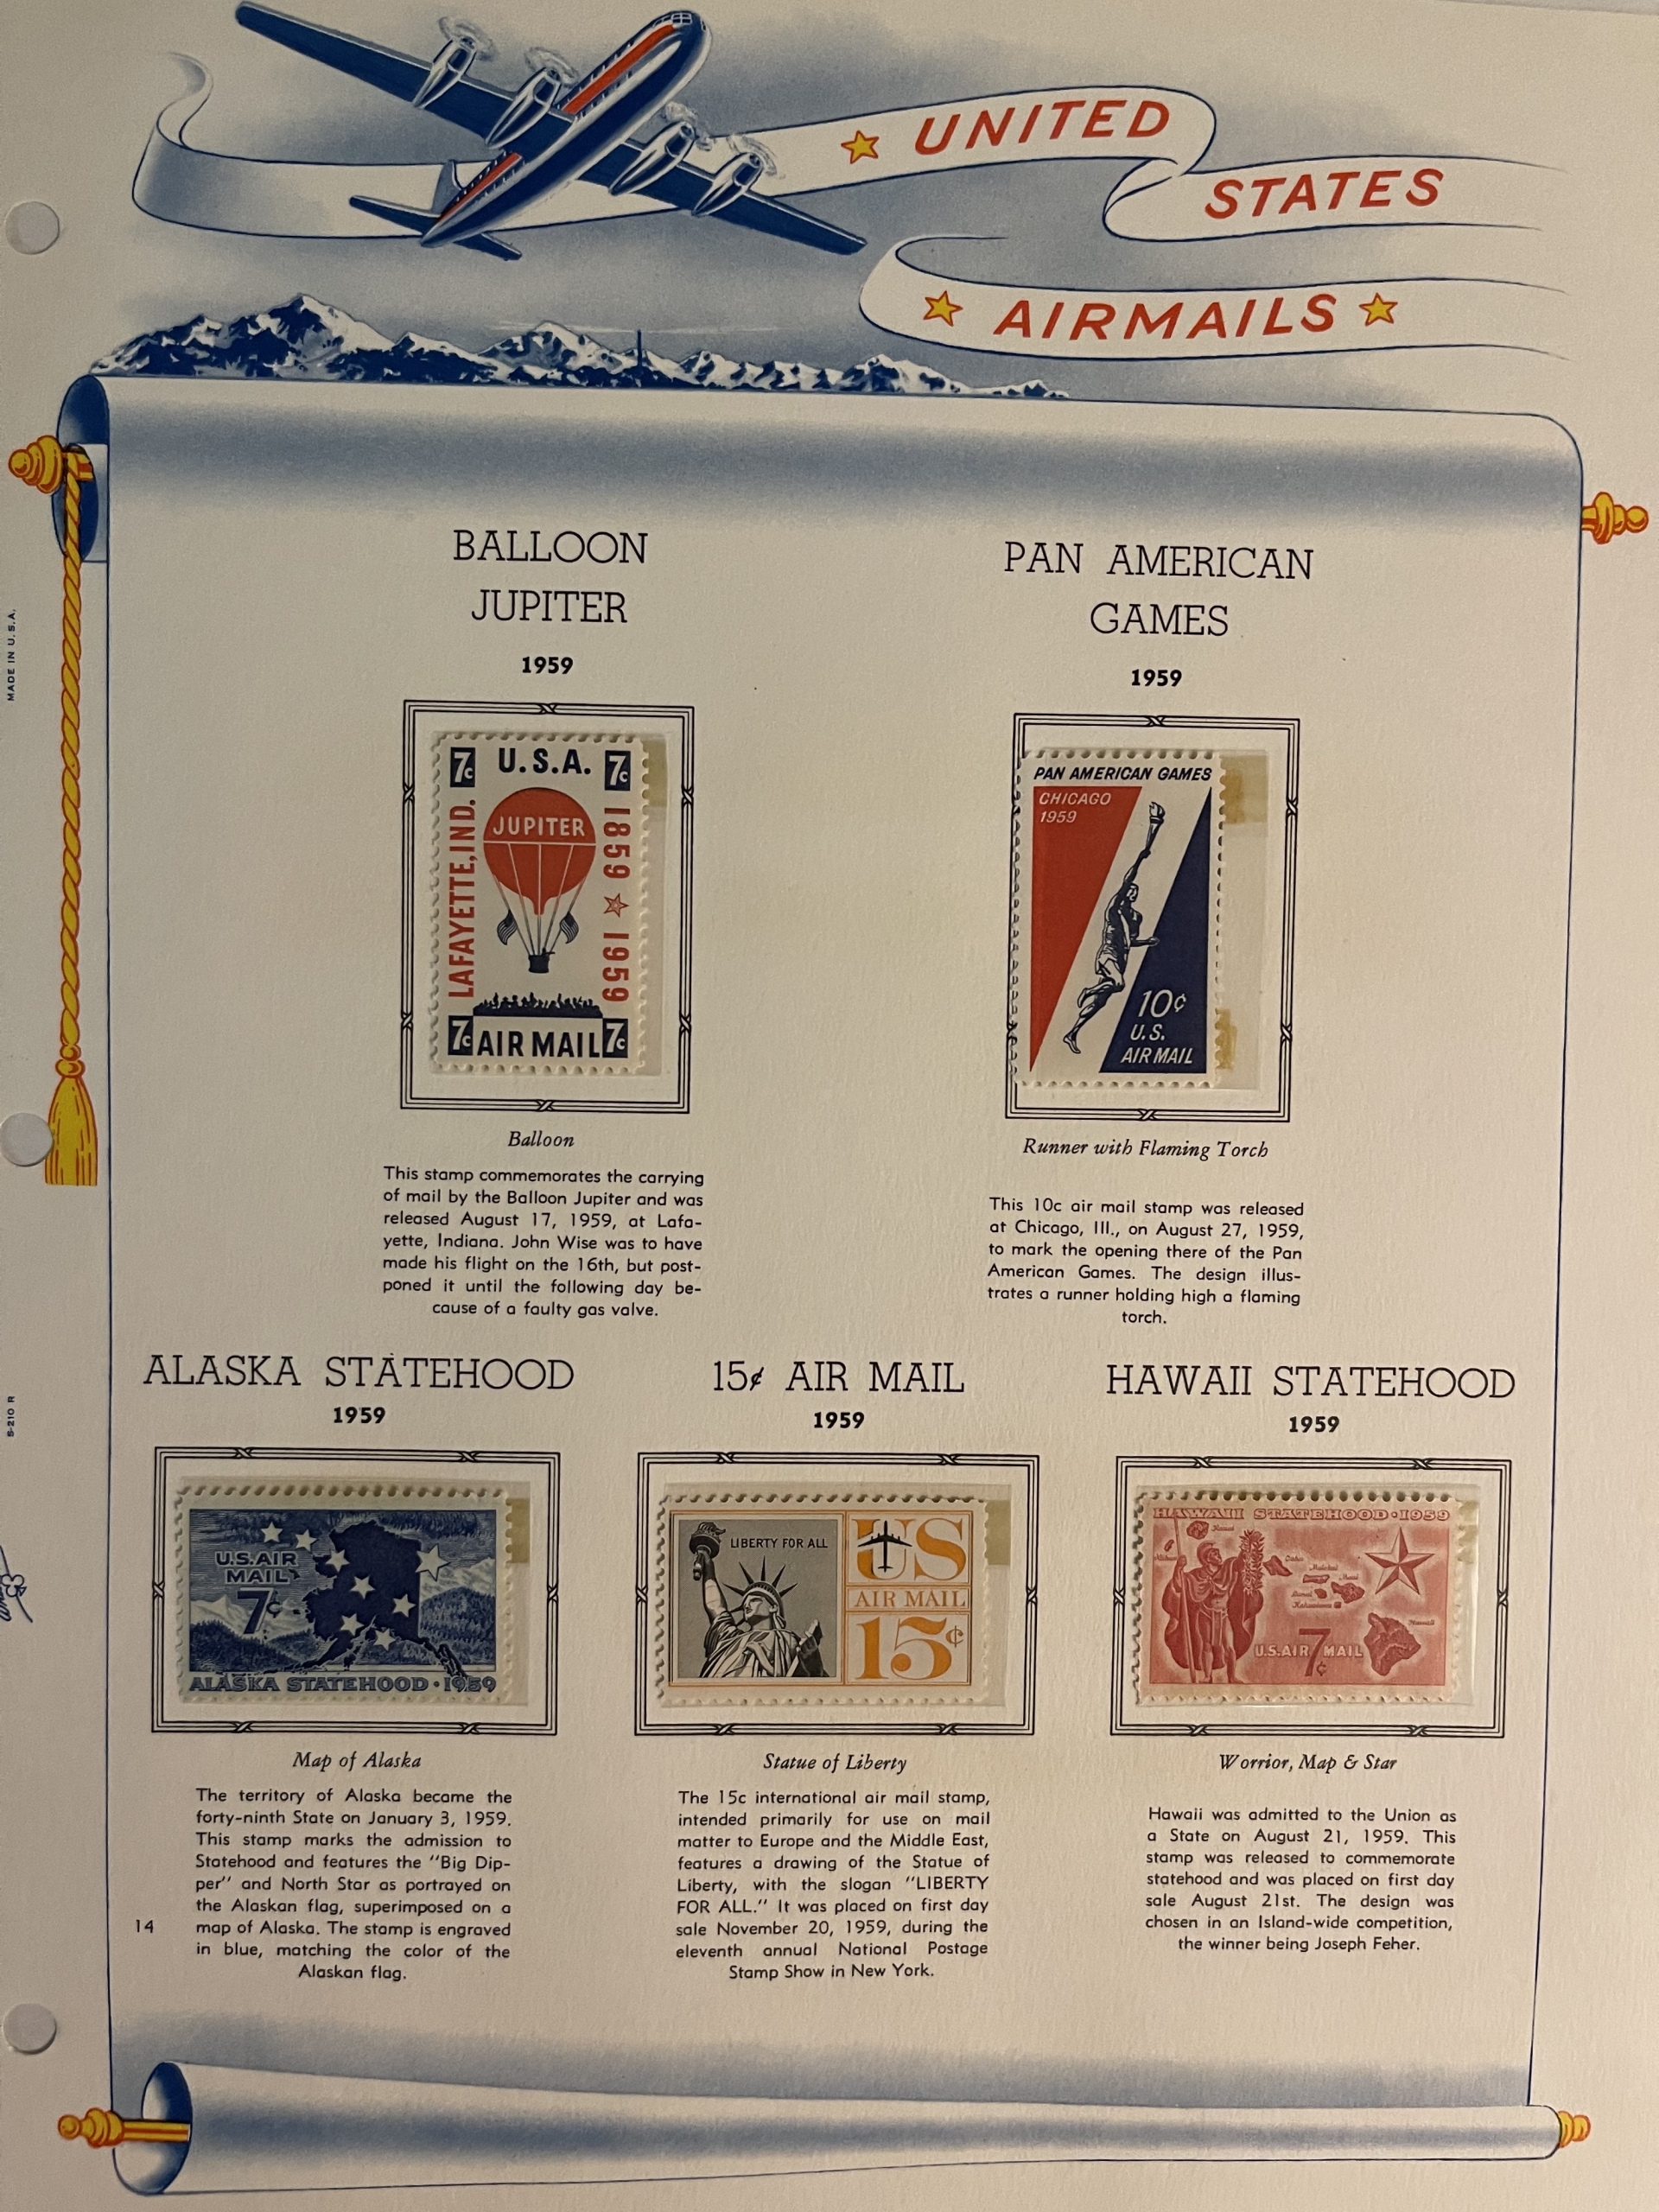 UNITED
STATES
AIRMAILS
MADE IN U.S.A.
BALLOON
JUPITER
1959
7c U.S.A. 7c
LAFAYETTE, IND.
JUPITER
1859 1959
7c AIR MAIL 7c
Balloon
This stamp commemorates the carrying
of mail by the Balloon Jupiter and was
released August 17, 1959, at Lafa-
yette, Indiana. John Wise was to have
made his flight on the 16th, but post-
poned it until the following day be-
cause of a faulty gas valve.
PAN AMERICAN
GAMES
1959
PAN AMERICAN GAMES
CHICAGO
1959
10¢
U.S.
AIR MAIL
Runner with Flaming Torch
This 10c air mail stamp was released
at Chicago, Ill., on August 27, 1959,
to mark the opening there of the Pan
American Games. The design illus-
trates a runner holding high a flaming
torch.
S-210 R
ALASKA STATEHOOD
1959
U.S. AIR
MAIL
7¢
ALASKA STATEHOOD · 1959
Map of Alaska
The territory of Alaska became the
forty-ninth State on January 3, 1959.
This stamp marks the admission to
Statehood and features the "Big Dip-
per" and North Star as portrayed on
the Alaskan flag, superimposed on a
map of Alaska. The stamp is engraved
in blue, matching the color of the
Alaskan flag.
15¢ AIR MAIL
1959
LIBERTY FOR ALL
US
AIR MAIL
15¢
Statue of Liberty
The 15c international air mail stamp,
intended primarily for use on mail
matter to Europe and the Middle East,
features a drawing of the Statue of
Liberty, with the slogan "LIBERTY
FOR ALL." It was placed on first day
sale November 20, 1959, during the
eleventh annual National Postage
Stamp Show in New York.
HAWAII STATEHOOD
1959
HAWAII STATEHOOD · 1959
U.S. AIR 7¢ MAIL
Worrior, Map & Star
Hawaii was admitted to the Union as
a State on August 21, 1959. This
stamp was released to commemorate
statehood and was placed on first day
sale August 21st. The design was
chosen in an Island-wide competition,
the winner being Joseph Feher.
14